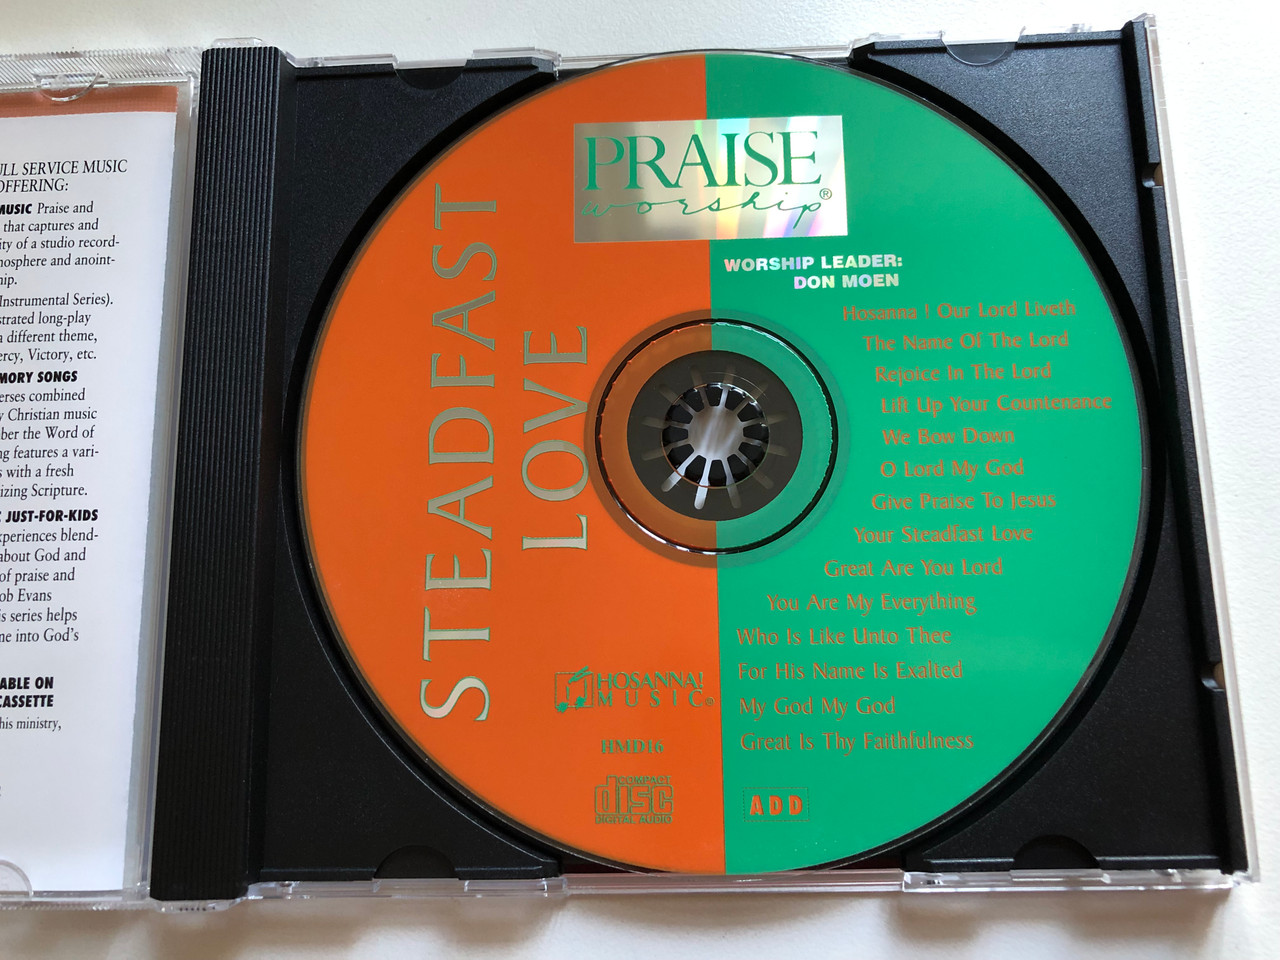 ULL SERVICE MUSIC
OFFERING:
MUSIC Praise and
that captures and
ity of a studio record-
mosphere and anoint-
hip.
Instrumental Series).
strated long-play
a different theme,
ercy, Victory, etc.
MORY SONGS
erses combined
y Christian music
ber the Word of
ng features a vari-
s with a fresh
izing Scripture.
C JUST-FOR-KIDS
xperiences blend-
about God and
of praise and
ob Evans
is series helps
me into God's
ABLE ON
CASSETTE
his ministry,
STEADFAST
LOVE
PRAISE
worship®
WORSHIP LEADER:
DON MOEN
Hosanna ! Our Lord Liveth
The Name Of The Lord
Rejoice In The Lord
Lift Up Your Countenance
We Bow Down
O Lord My God
Give Praise To Jesus
Your Steadfast Love
Great Are You Lord
You Are My Everything
Who Is Like Unto Thee
For His Name Is Exalted
My God My God
Great Is Thy Faithfulness
HOSANNA!
MUSIC®
HMD16
COMPACT
disc
DIGITAL AUDIO
ADD